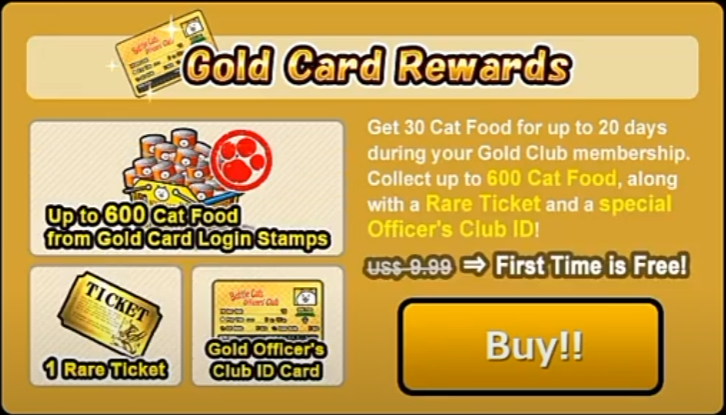 Gold Card Rewards
Get 30 Cat Food for up to 20 days
during your Gold Club membership.
Collect up to 600 Cat Food, along
with a Rare Ticket and a special
Officer's Club ID!
US$ 9.99 ⇒ First Time is Free!
Up to 600 Cat Food
from Gold Card Login Stamps
TICKET
1 Rare Ticket
Battle Cats
Officers Club
Gold Officer's
Club ID Card
Buy!!